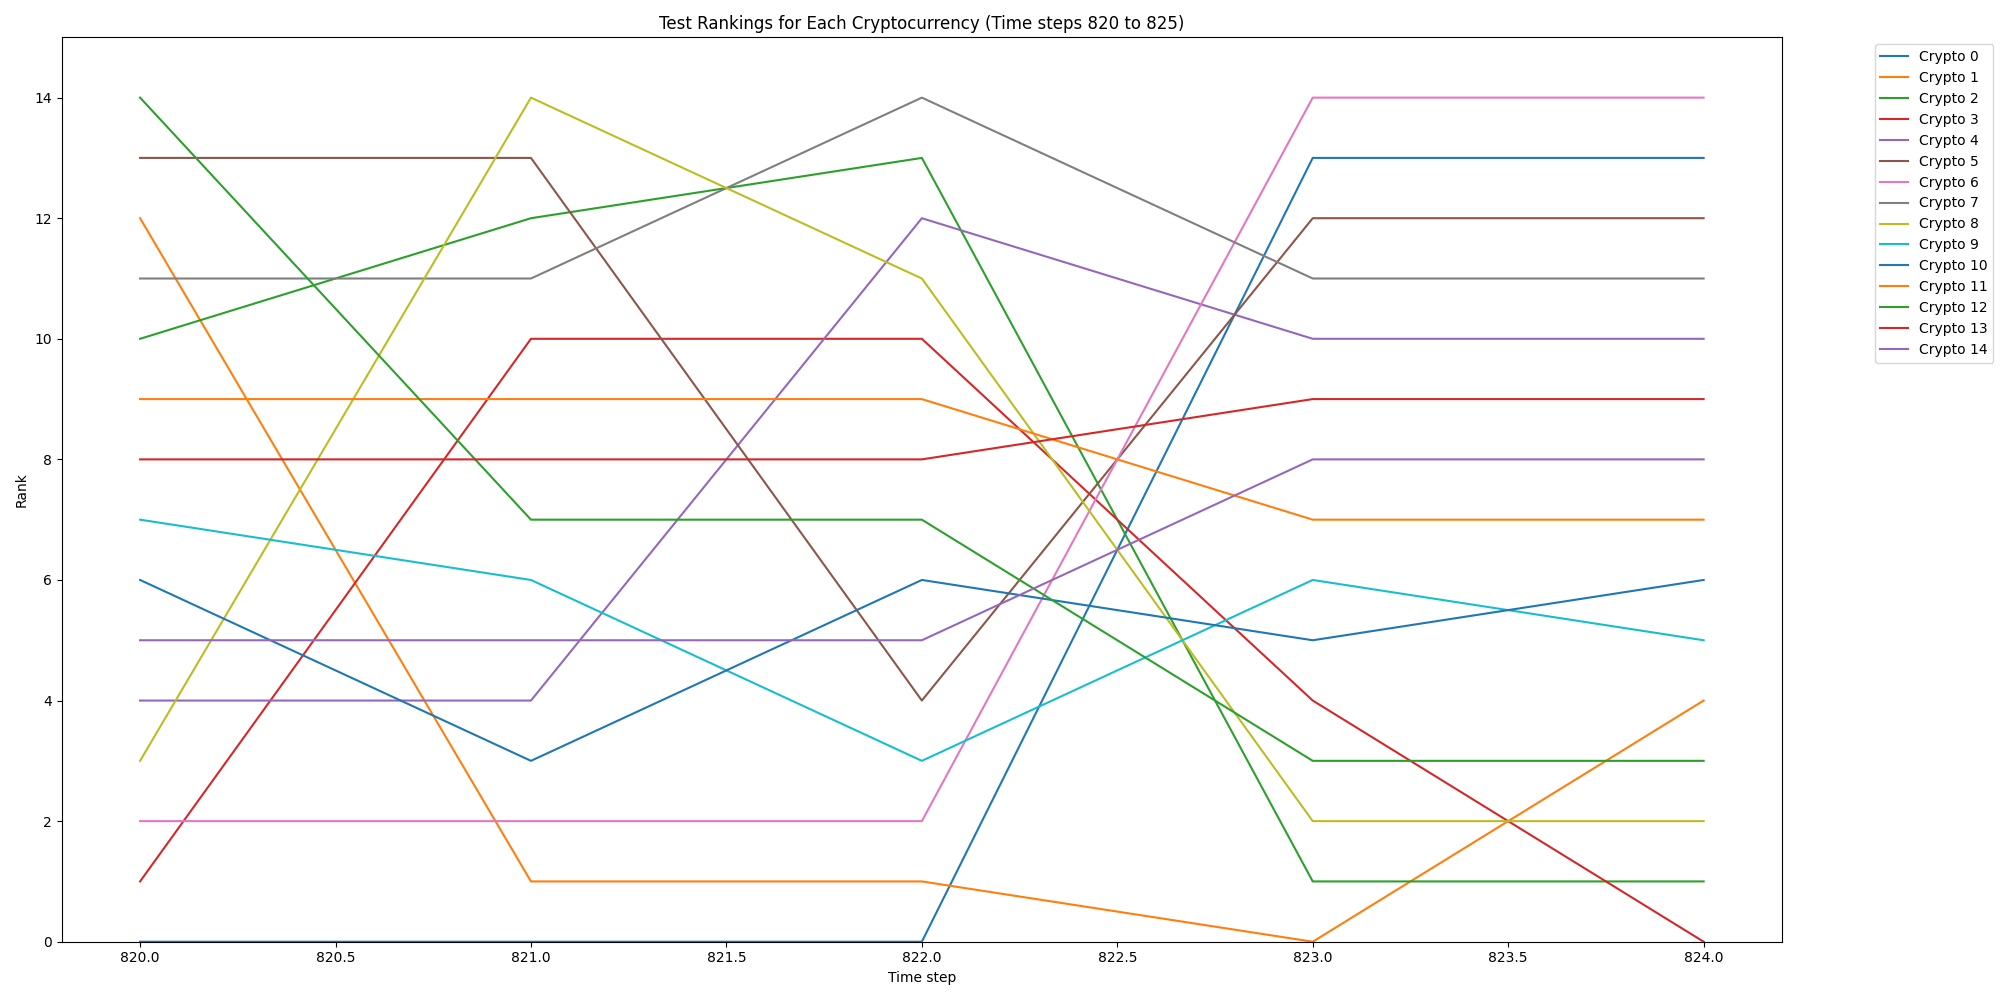 Test Rankings for Each Cryptocurrency (Time steps 820 to 825)
Rank
14
12
10
8
6
4
2
0
820.0 820.5 821.0 821.5 822.0 822.5 823.0 823.5 824.0
Time step
Crypto 0
Crypto 1
Crypto 2
Crypto 3
Crypto 4
Crypto 5
Crypto 6
Crypto 7
Crypto 8
Crypto 9
Crypto 10
Crypto 11
Crypto 12
Crypto 13
Crypto 14